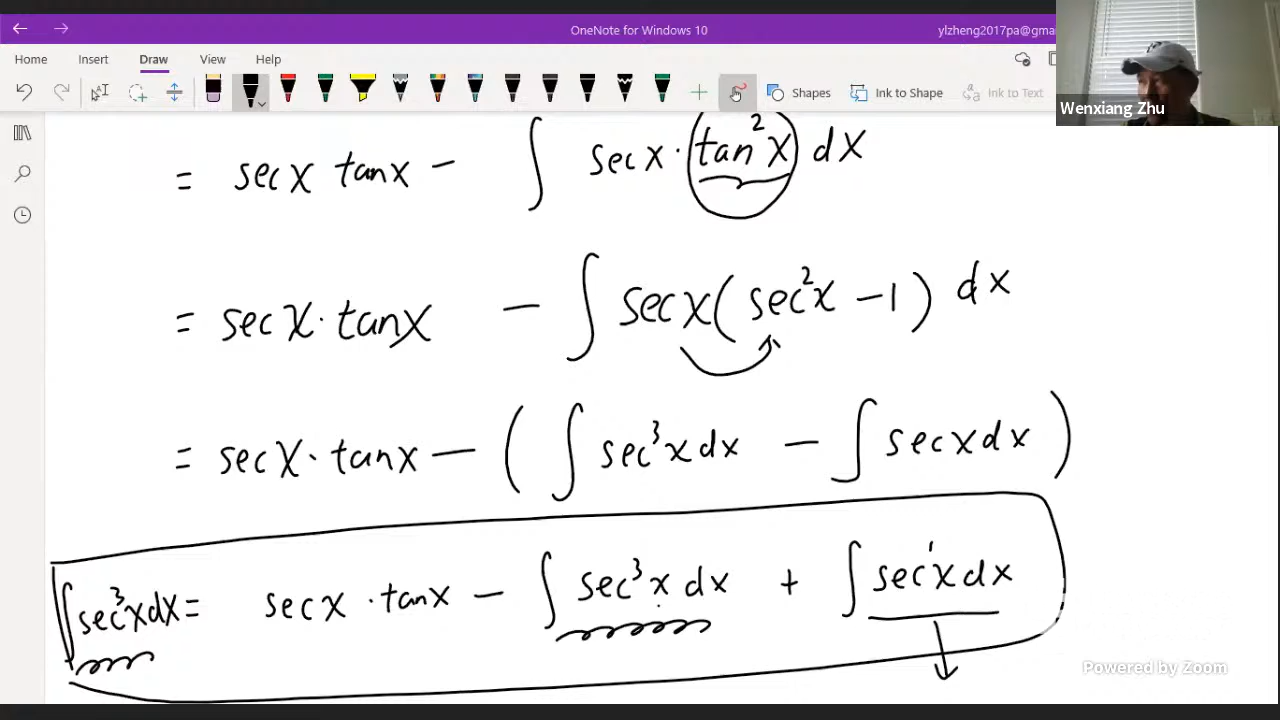 OneNote for Windows 10
ylzheng2017pa@gma
Home Insert Draw View Help
Shapes Ink to Shape Ink to Text
Wenxiang Zhu
= sec x tan x - ∫ sec x · tan² x dx
= sec x · tan x - ∫ sec x (sec² x - 1) dx
= sec x · tan x - ( ∫ sec³ x dx - ∫ sec x dx )
∫ sec³ x dx = sec x · tan x - ∫ sec³ x dx + ∫ sec¹ x dx
Powered by Zoom